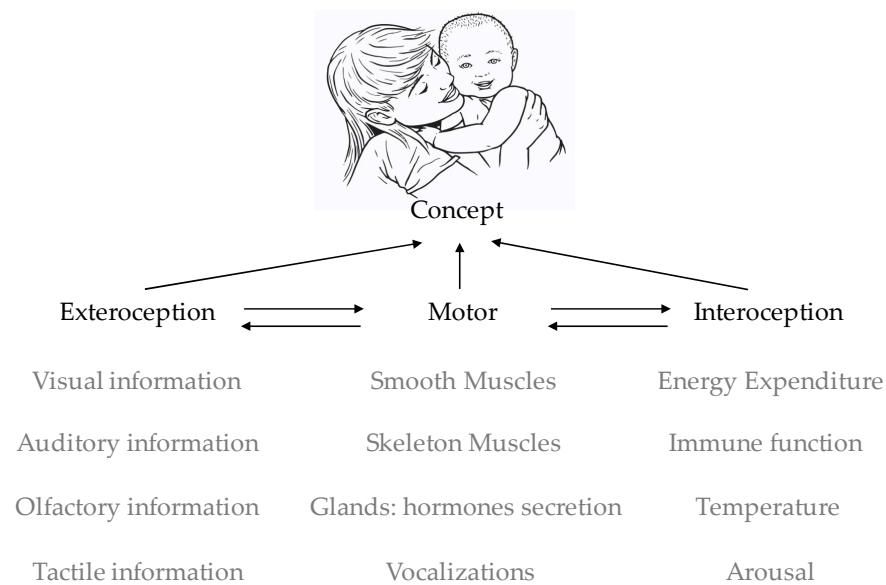 Concept
Exteroception Motor Interoception
Visual information Smooth Muscles Energy Expenditure
Auditory information Skeleton Muscles Immune function
Olfactory information Glands: hormones secretion Temperature
Tactile information Vocalizations Arousal